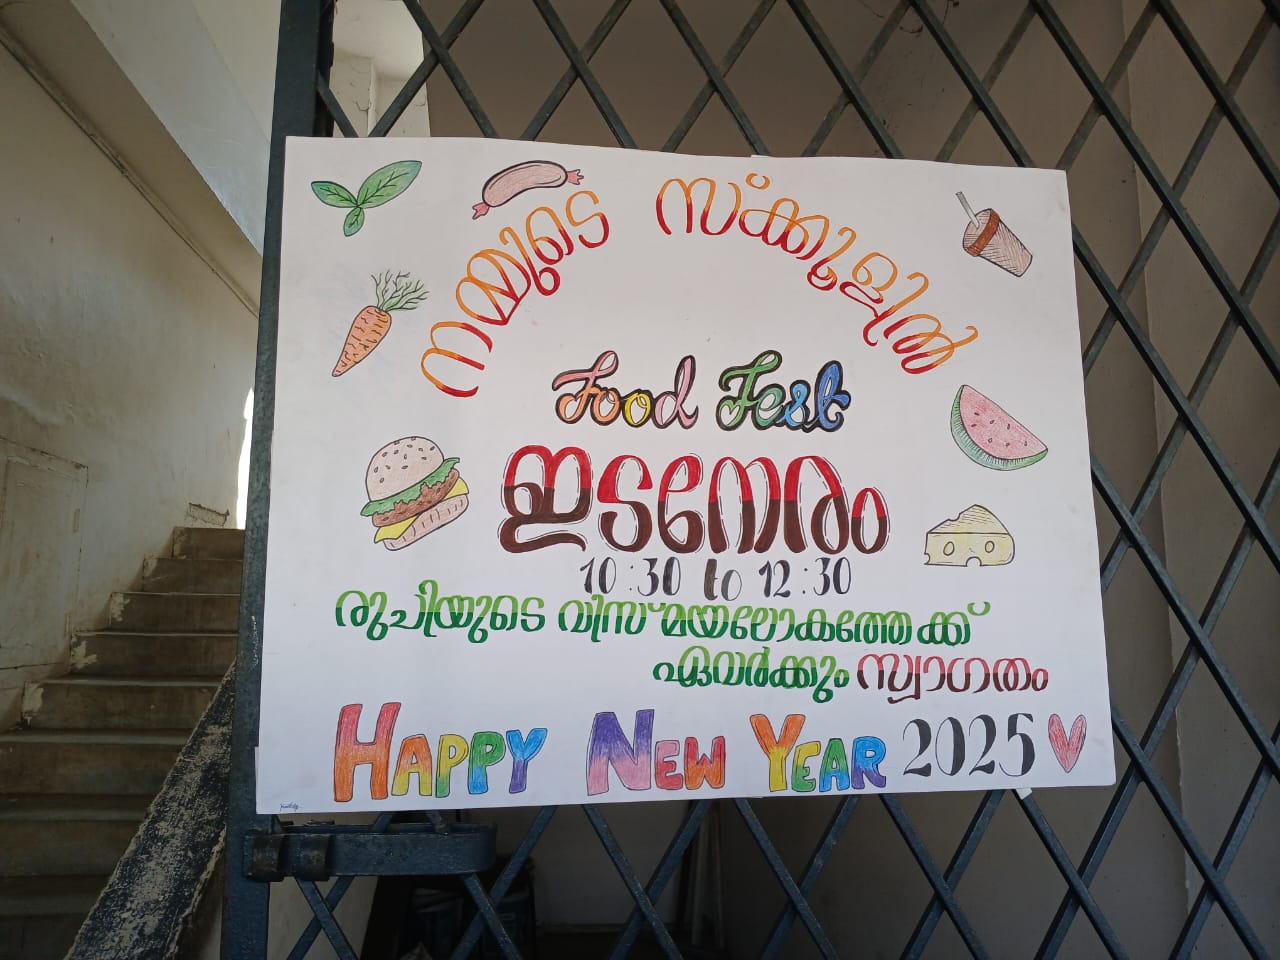 നമ്മുടെ സ്ക്കൂളിൽ
Food Fest
ഇടനേരം
10:30 to 12:30
രുചിയുടെ വിസ്മയലോകത്തേക്ക്
ഏവർക്കും സ്വാഗതം
HAPPY NEW YEAR 2025